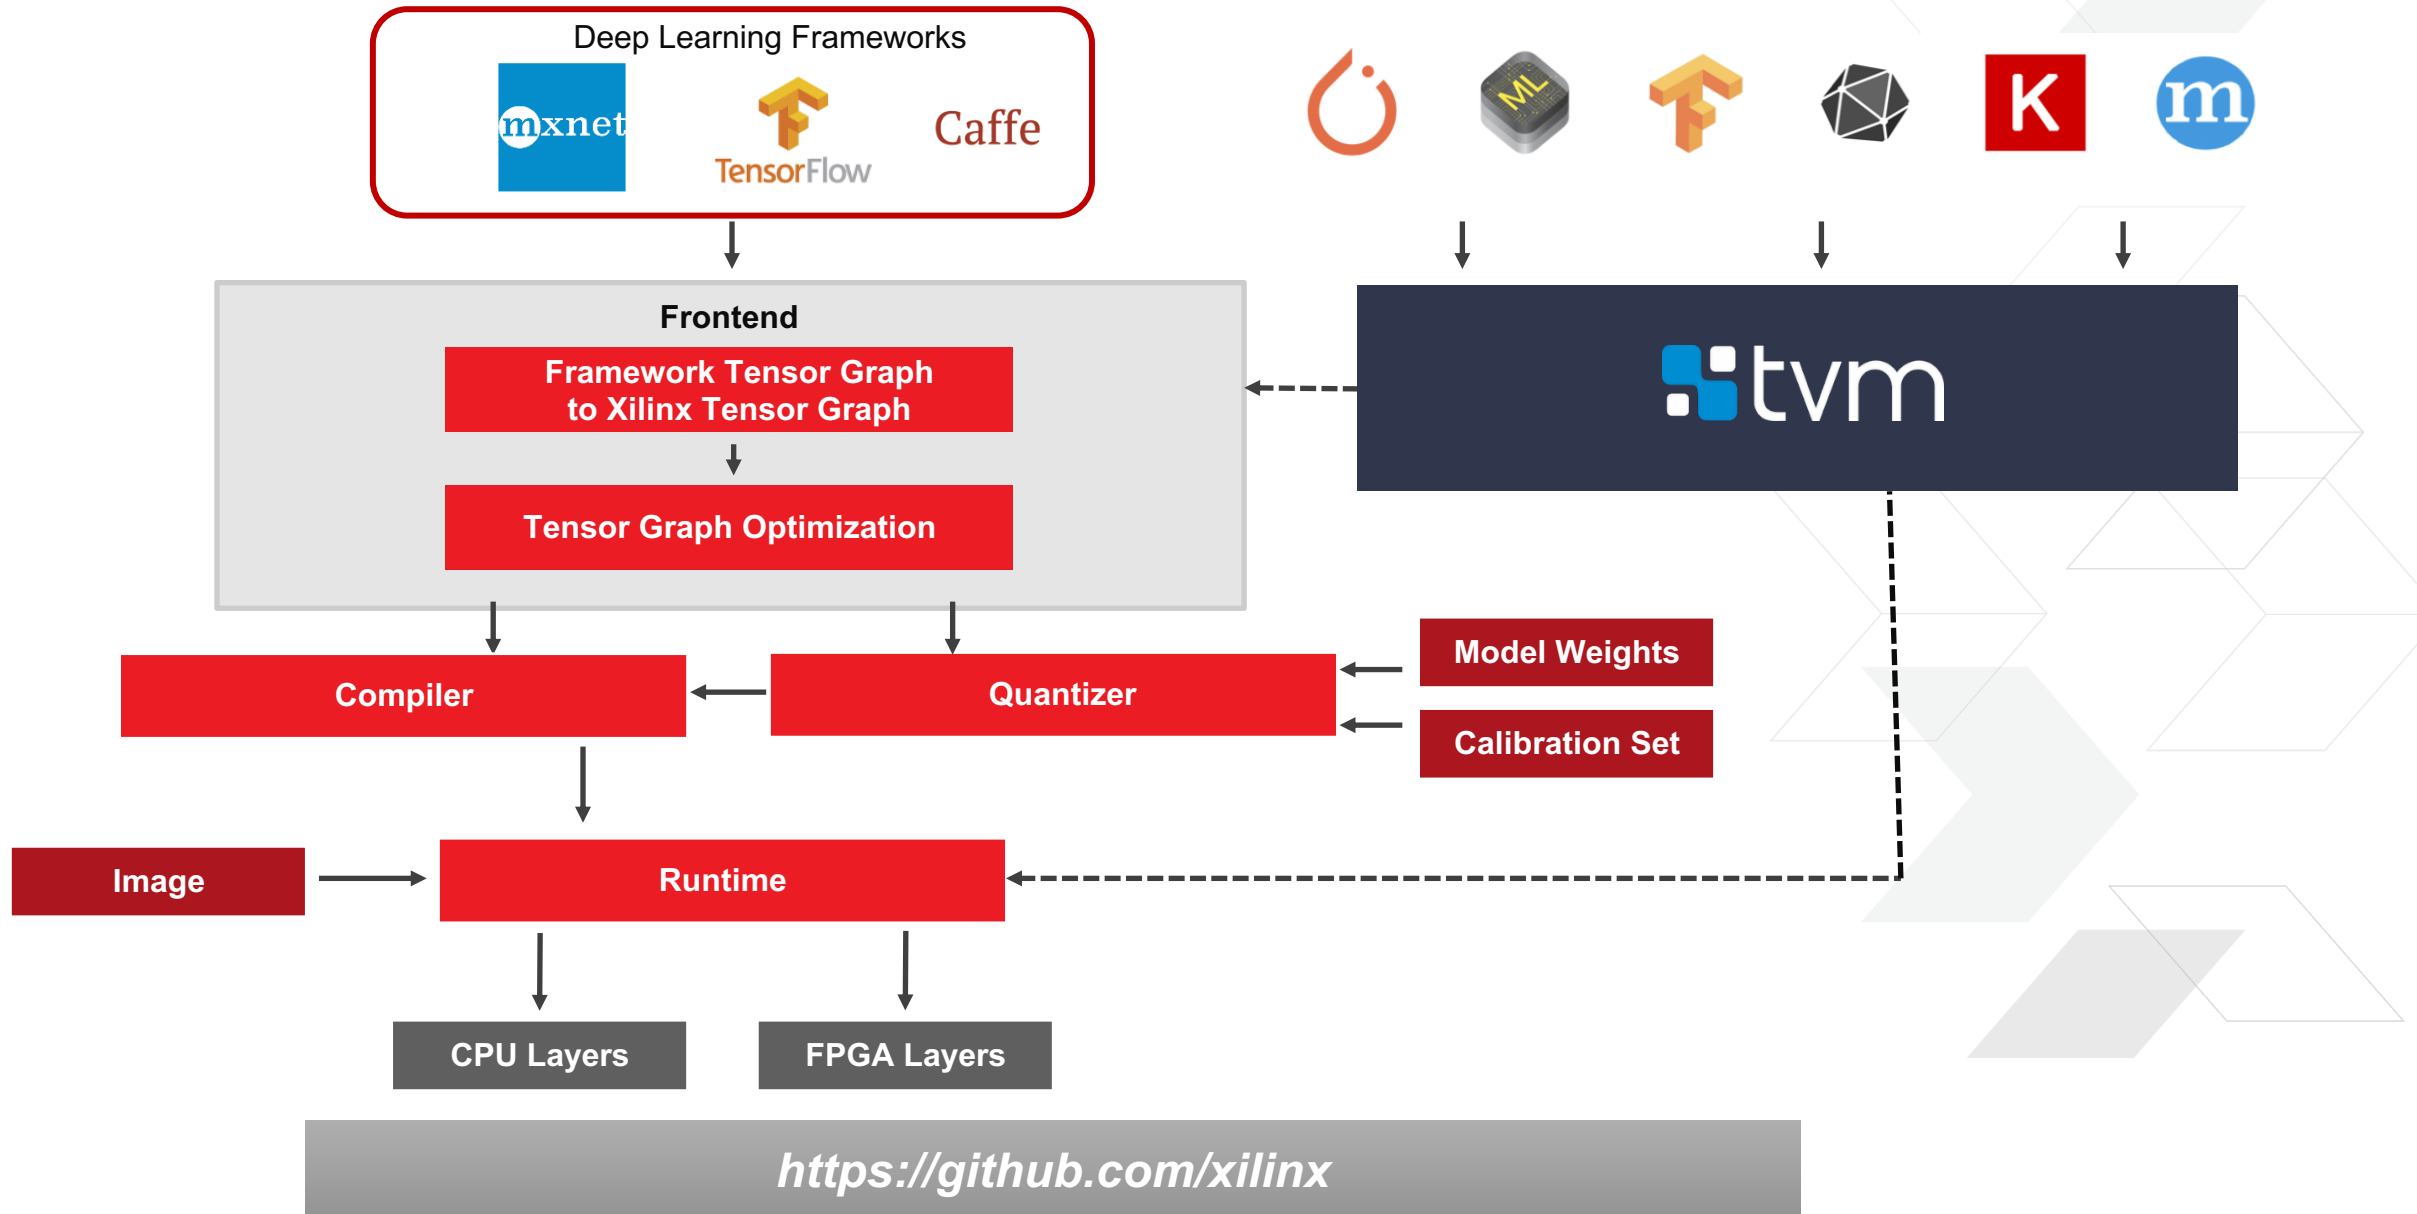 Deep Learning Frameworks
mxnet
TensorFlow
Caffe
ML
K
m
Frontend
Framework Tensor Graph
to Xilinx Tensor Graph
tvm
Tensor Graph Optimization
Model Weights
Compiler
Quantizer
Calibration Set
Image
Runtime
CPU Layers
FPGA Layers
https://github.com/xilinx